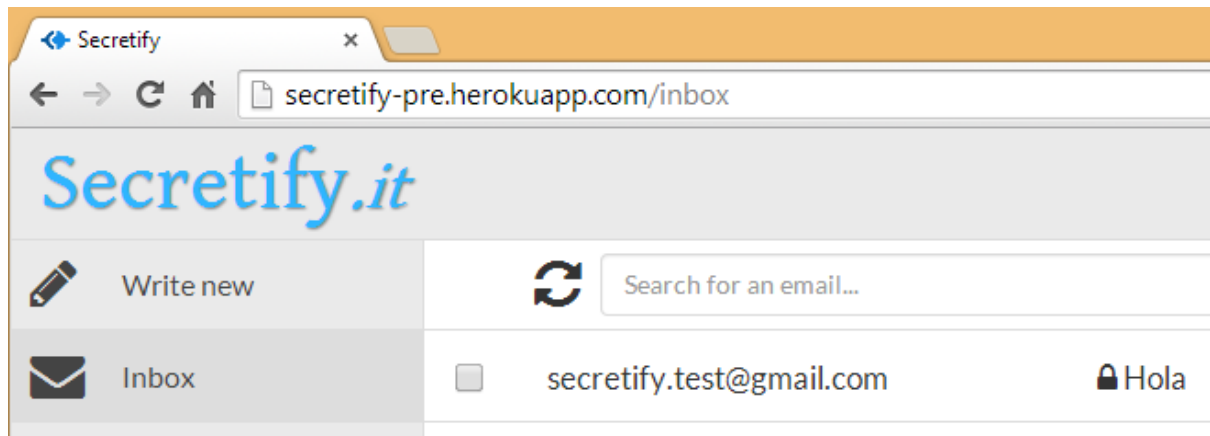 Secretify
secretify-pre.herokuapp.com/inbox
Secretify.it
Write new
Search for an email...
Inbox
secretify.test@gmail.com
Hola